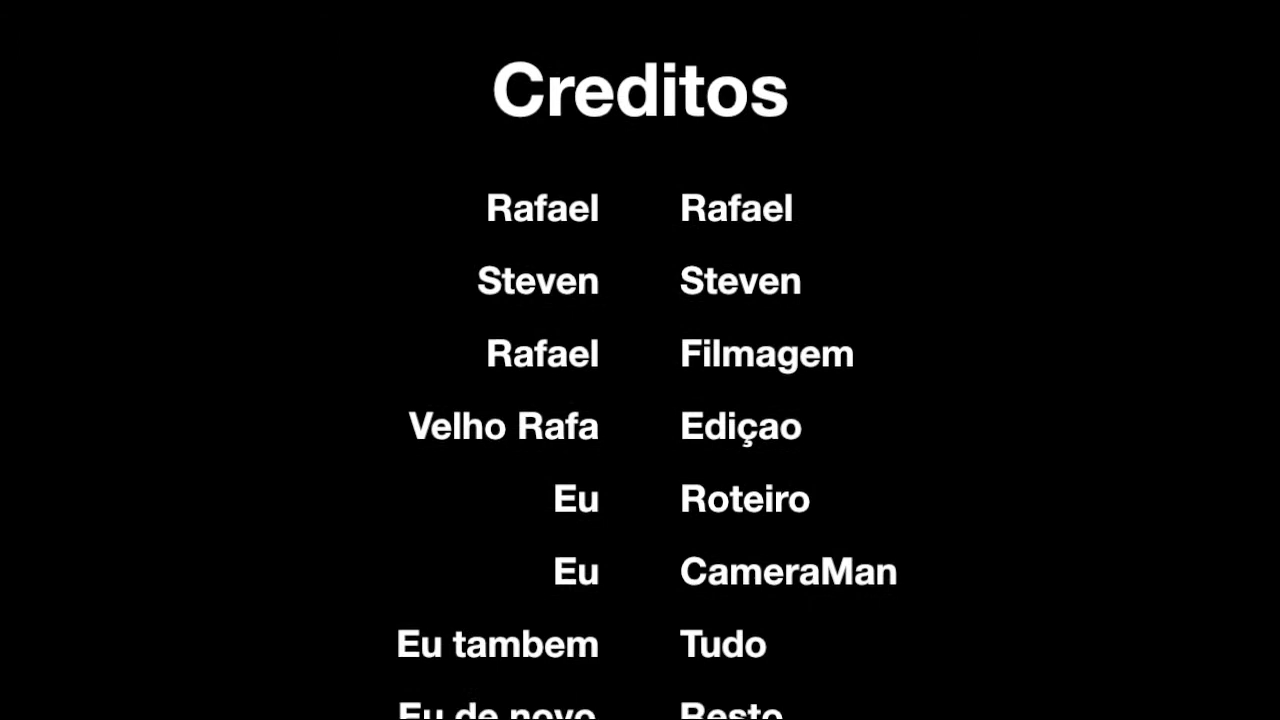 Creditos
Rafael Rafael
Steven Steven
Rafael Filmagem
Velho Rafa Ediçao
Eu Roteiro
Eu CameraMan
Eu tambem Tudo
Eu de novo Resto